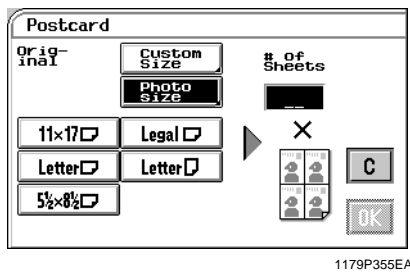 Postcard
Orig-
inal
Custom
Size
# of
Sheets
Photo
Size
__
11×17
Legal
×
Letter
Letter
C
5½×8½
OK
1179P355EA